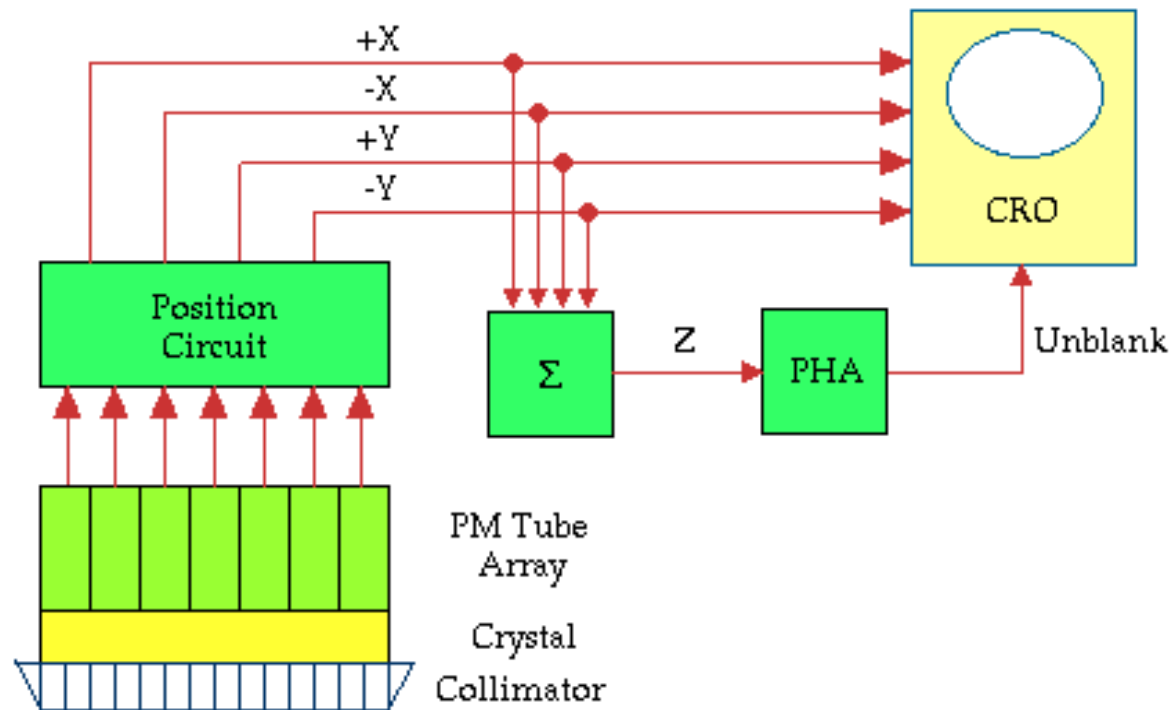 +X
-X
+Y
-Y
CRO
Position
Circuit
Σ
Z
PHA
Unblank
PM Tube
Array
Crystal
Collimator